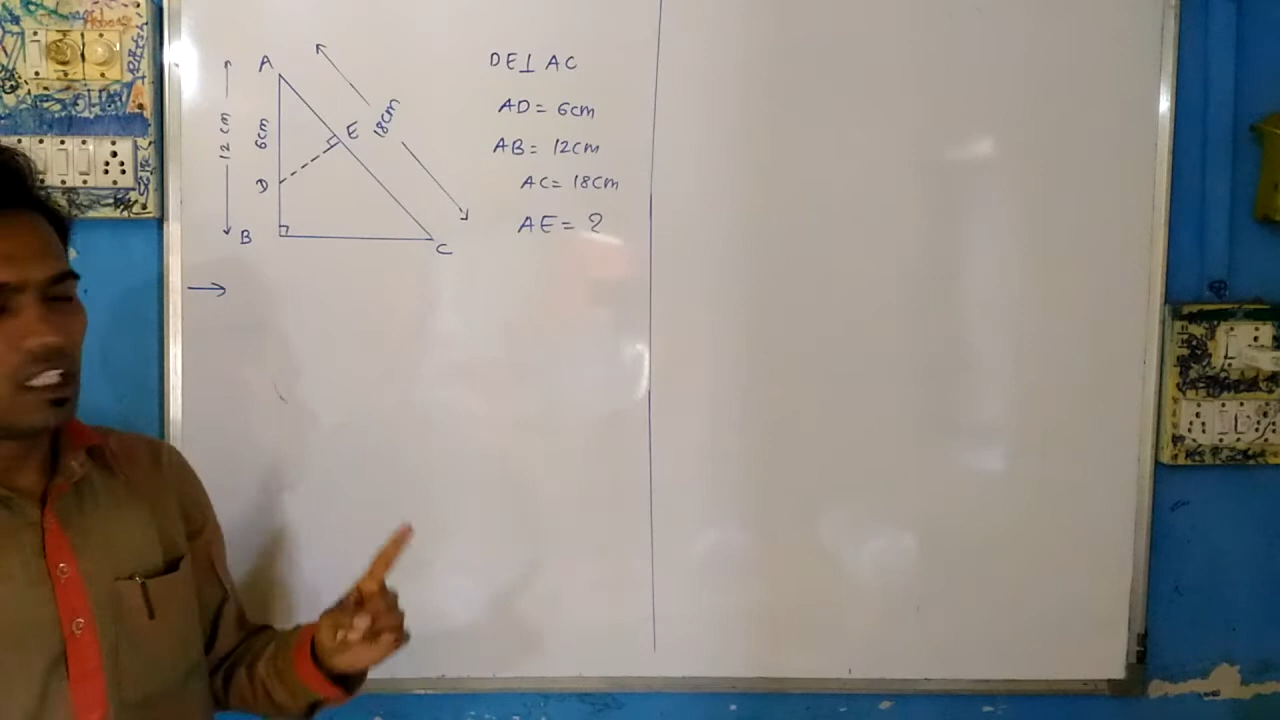 A
12 cm
6cm
E
18cm
D
B
C
DE⊥ AC
AD = 6cm
AB = 12cm
AC = 18cm
AE = ?
→